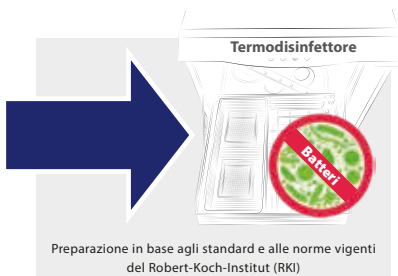 Termodisinfettore
Batteri
Preparazione in base agli standard e alle norme vigenti
del Robert-Koch-Institut (RKI)